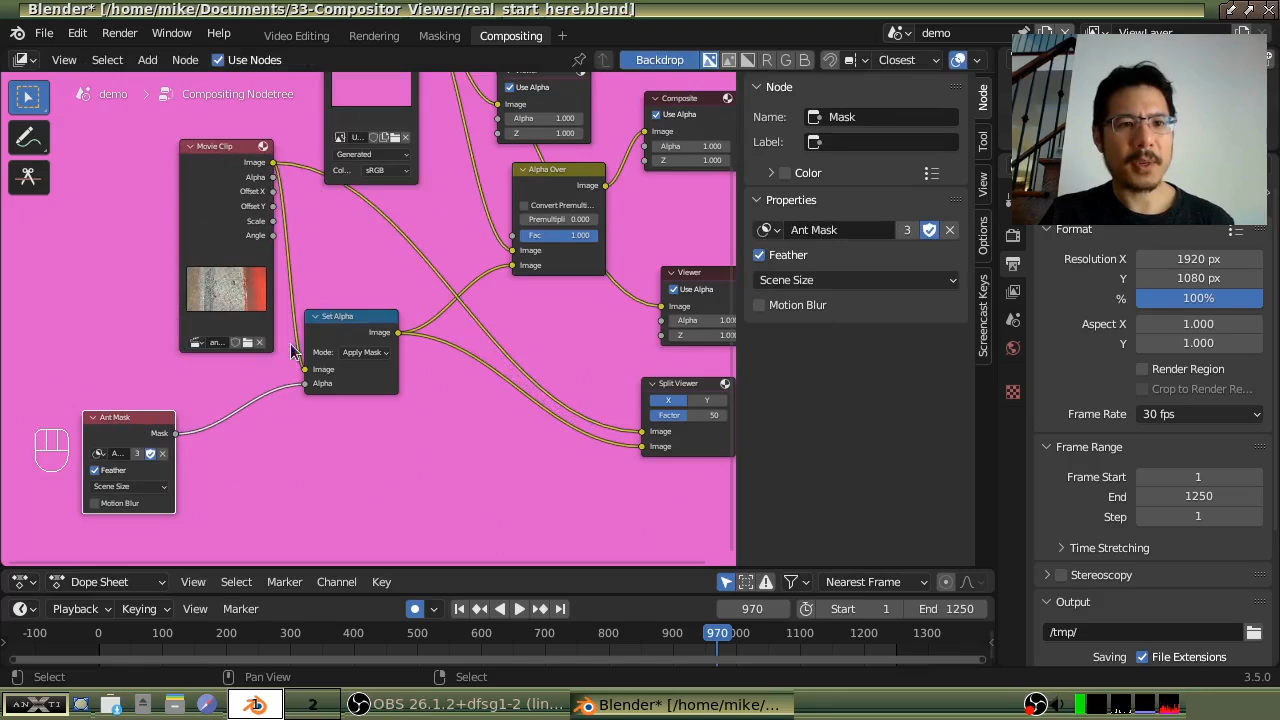 Blender* [/home/mike/Documents/33-Compositor_Viewer/real_start_here.blend]
File Edit Render Window Help Video Editing Rendering Masking Compositing demo ViewLayer
View Select Add Node Use Nodes Backdrop R G B Closest
demo Compositing Nodetree
Movie Clip
Image
Alpha
Offset X
Offset Y
Scale
Angle
an...
U...
Generated
Col... sRGB
Viewer
Use Alpha
Image
Alpha 1.000
Z 1.000
Composite
Use Alpha
Image
Alpha 1.000
Z 1.000
Alpha Over
Image
Convert Premulti...
Premultipli 0.000
Fac 1.000
Image
Image
Viewer
Use Alpha
Image
Alpha
Z
Set Alpha
Image
Mode: Apply Mask
Image
Alpha
Split Viewer
X Y
Factor 50
Image
Image
Ant Mask
Mask
A... 3
Feather
Scene Size
Motion Blur
Node
Name: Mask
Label:
Color
Properties
Ant Mask 3
Feather
Scene Size
Motion Blur
Node
Tool
View
Options
Screencast Keys
Format
Resolution X 1920 px
Y 1080 px
% 100%
Aspect X 1.000
Y 1.000
Render Region
Crop to Render Re...
Frame Rate 30 fps
Frame Range
Frame Start 1
End 1250
Step 1
Time Stretching
Stereoscopy
Output
/tmp/
Saving File Extensions
Dope Sheet View Select Marker Channel Key Nearest Frame
Playback Keying View Marker 970 Start 1 End 1250
-100 0 100 200 300 400 500 600 700 800 900 970 1100 1200 1300
Select Pan View Select 3.5.0
ANTI 2 OBS 26.1.2+dfsg1-2 (lin... Blender* [/home/mike/...